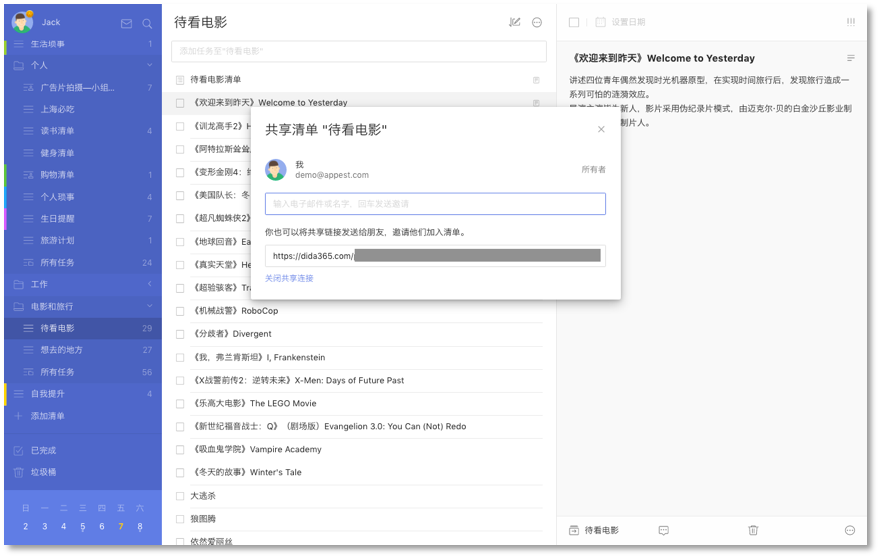 Jack
生活琐事 1
个人
广告片拍摄—小组... 7
上海必吃
读书清单 4
健身清单
购物清单 1
个人琐事 4
生日提醒 7
旅游计划 1
所有任务 24
工作
电影和旅行
待看电影 29
想去的地方 27
所有任务 56
自我提升 4
添加清单
已完成
垃圾桶
日 一 二 三 四 五 六
2 3 4 5 6 7 8
待看电影
添加任务至"待看电影"
待看电影清单
《欢迎来到昨天》Welcome to Yesterday
《训龙高手2》H
《阿特拉斯耸耸
《变形金刚4：
《美国队长：冬
《超凡蜘蛛侠2》
《地球回音》Ea
《真实天堂》He
《超验骇客》Tra
《机械战警》RoboCop
《分歧者》Divergent
《我，弗兰肯斯坦》I, Frankenstein
《X战警前传2：逆转未来》X-Men: Days of Future Past
《乐高大电影》The LEGO Movie
《新世纪福音战士：Q》（剧场版）Evangelion 3.0: You Can (Not) Redo
《吸血鬼学院》Vampire Academy
《冬天的故事》Winter's Tale
大逃杀
狼图腾
依然爱丽丝
共享清单 "待看电影"
我
demo@appest.com
所有者
输入电子邮件或名字，回车发送邀请
你也可以将共享链接发送给朋友，邀请他们加入清单。
https://dida365.com/
关闭共享连接
设置日期
《欢迎来到昨天》Welcome to Yesterday
讲述四位青年偶然发现时光机器原型，在实现时间旅行后，发现旅行造成一
系列可怕的涟漪效应。
新人，影片采用伪纪录片模式，由迈克尔·贝的白金沙丘影业制
制片人。
待看电影